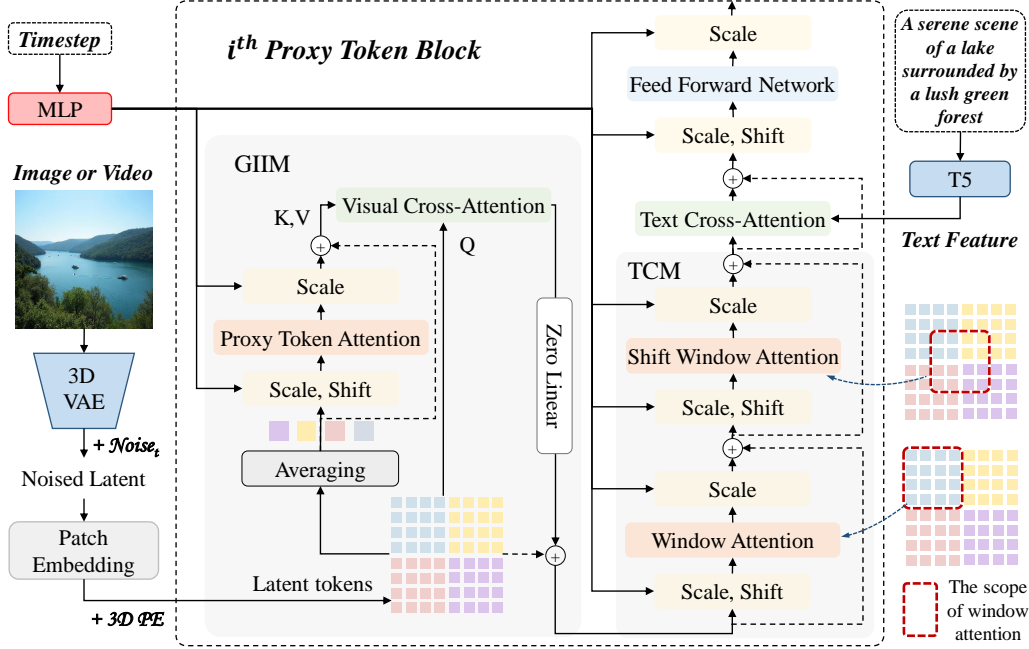 Timestep
MLP
Image or Video
3D
VAE
+ Noiseₜ
Noised Latent
Patch
Embedding
+ 3D PE
iᵗʰ Proxy Token Block
GIIM
Visual Cross-Attention
K,V
Q
Scale
Proxy Token Attention
Scale, Shift
Averaging
Latent tokens
Zero Linear
Scale
Feed Forward Network
Scale, Shift
Text Cross-Attention
TCM
Scale
Shift Window Attention
Scale, Shift
Scale
Window Attention
Scale, Shift
A serene scene
of a lake
surrounded by
a lush green
forest
T5
Text Feature
The scope
of window
attention